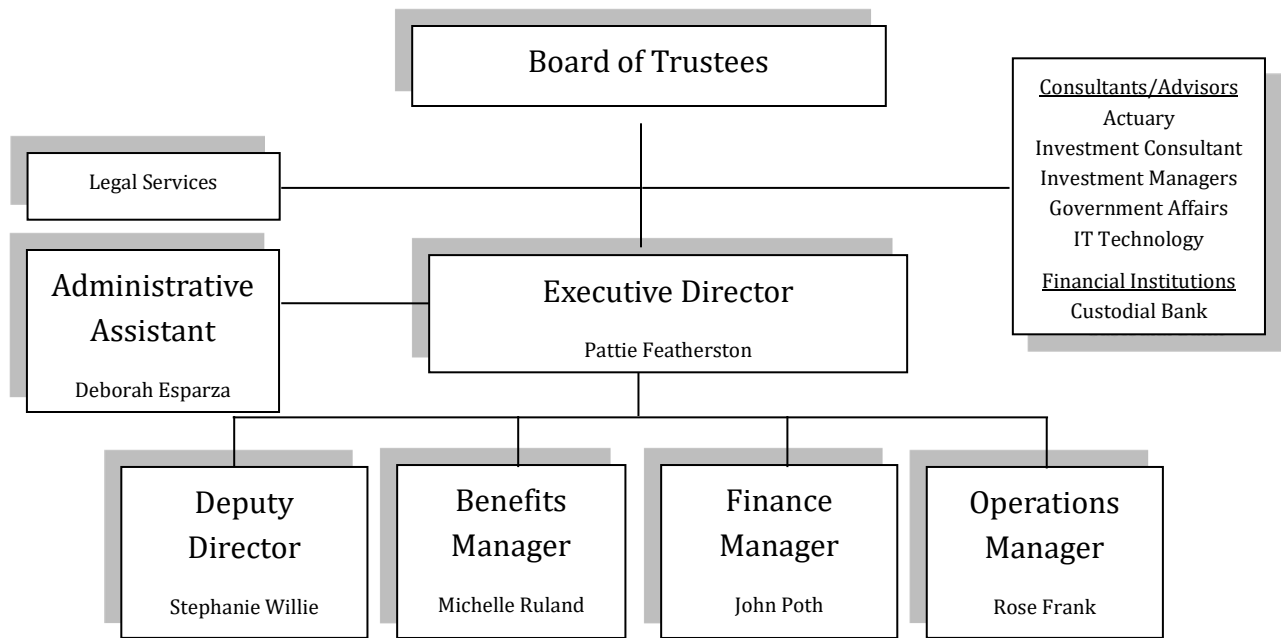 Board of Trustees
Consultants/Advisors
Actuary
Investment Consultant
Investment Managers
Government Affairs
IT Technology
Financial Institutions
Custodial Bank
Legal Services
Administrative
Assistant
Deborah Esparza
Executive Director
Pattie Featherston
Deputy
Director
Stephanie Willie
Benefits
Manager
Michelle Ruland
Finance
Manager
John Poth
Operations
Manager
Rose Frank